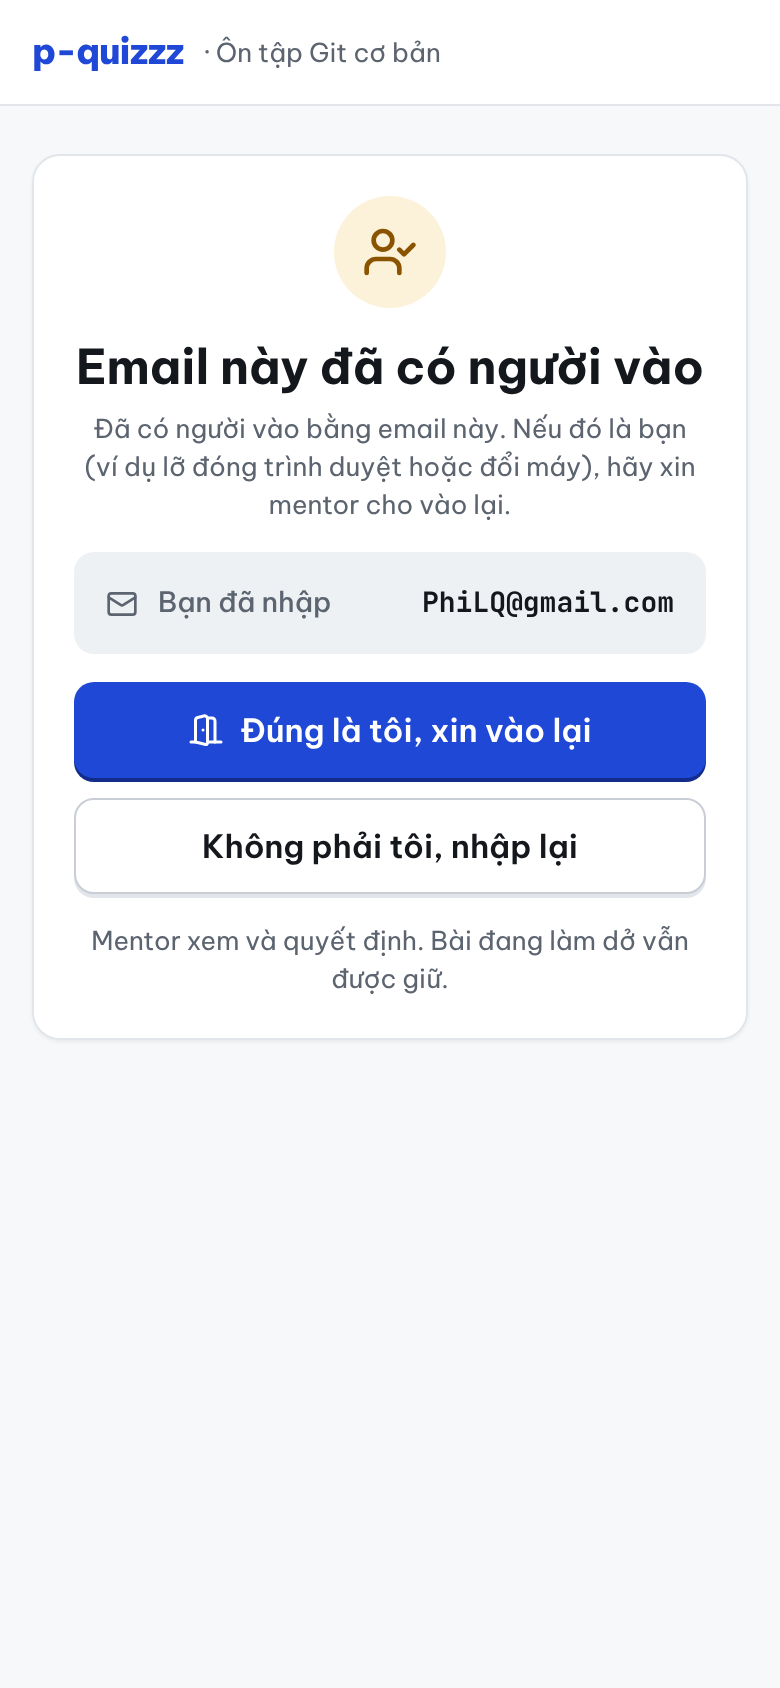 p-quizzz · Ôn tập Git cơ bản
Email này đã có người vào
Đã có người vào bằng email này. Nếu đó là bạn
(ví dụ lỡ đóng trình duyệt hoặc đổi máy), hãy xin
mentor cho vào lại.
Bạn đã nhập PhiLQ@gmail.com
Đúng là tôi, xin vào lại
Không phải tôi, nhập lại
Mentor xem và quyết định. Bài đang làm dở vẫn
được giữ.